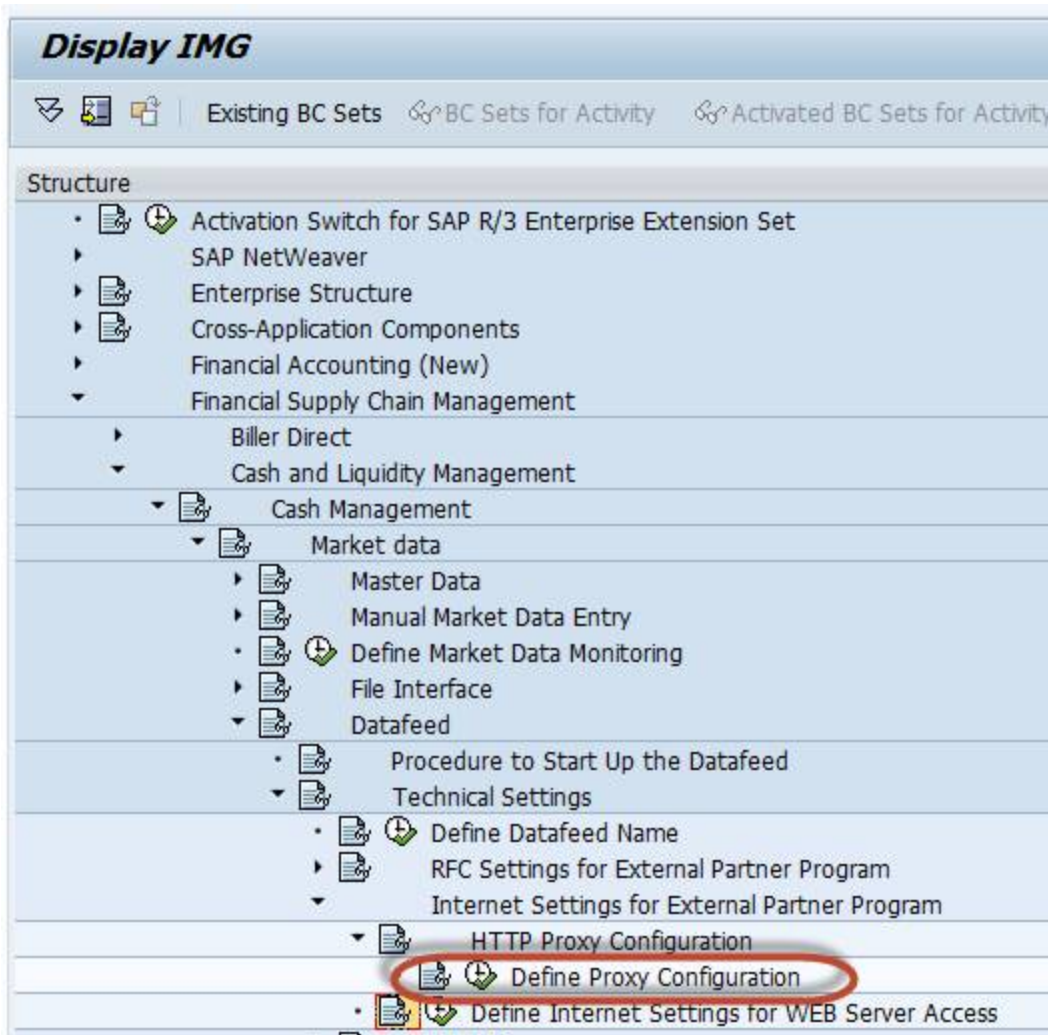 Display IMG
Existing BC Sets BC Sets for Activity Activated BC Sets for Activity
Structure
Activation Switch for SAP R/3 Enterprise Extension Set
SAP NetWeaver
Enterprise Structure
Cross-Application Components
Financial Accounting (New)
Financial Supply Chain Management
Biller Direct
Cash and Liquidity Management
Cash Management
Market data
Master Data
Manual Market Data Entry
Define Market Data Monitoring
File Interface
Datafeed
Procedure to Start Up the Datafeed
Technical Settings
Define Datafeed Name
RFC Settings for External Partner Program
Internet Settings for External Partner Program
HTTP Proxy Configuration
Define Proxy Configuration
Define Internet Settings for WEB Server Access